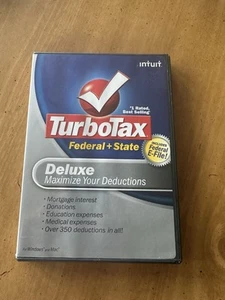 intuit
#1 Rated,
Best Selling*
TurboTax
Federal + State
INCLUDES
Federal
E-File!
Deluxe
Maximize Your Deductions
• Mortgage interest
• Donations
• Education expenses
• Medical expenses
• Over 350 deductions in all!